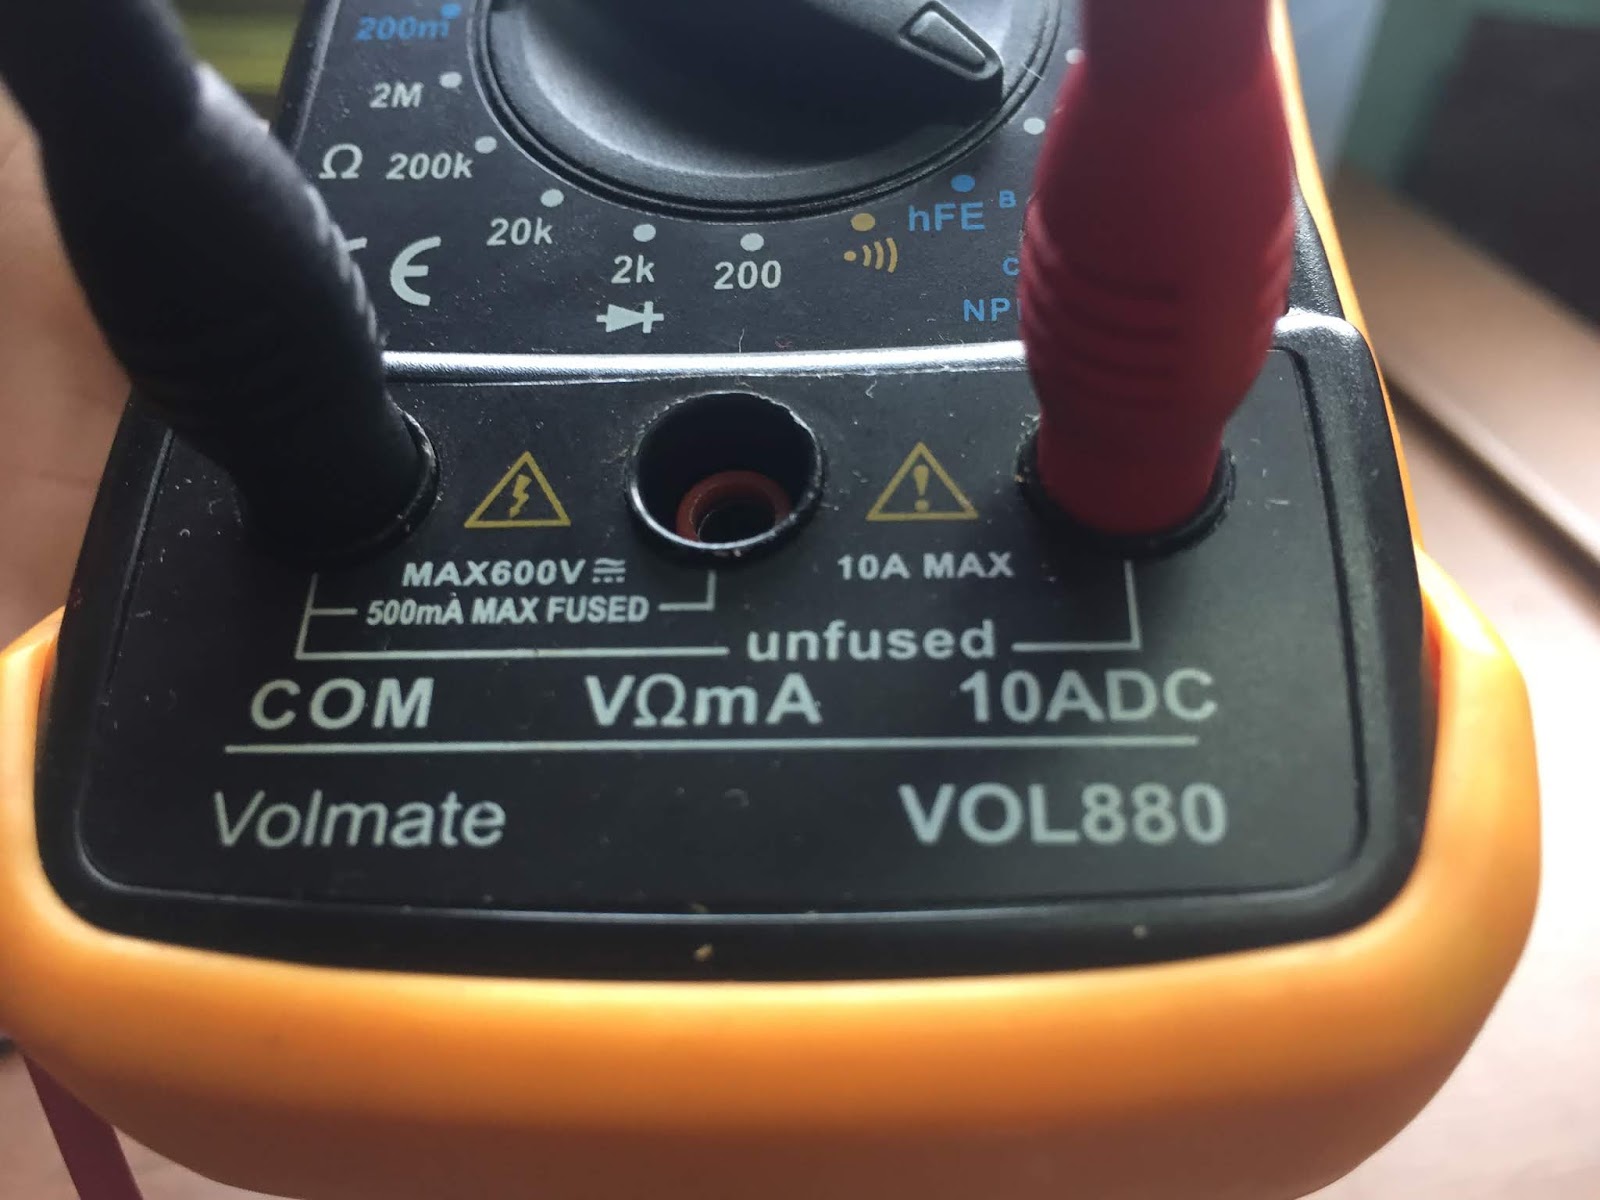 200m
2M
Ω 200k
20k
2k
200
hFE
B
C
CE
MAX600V
10A MAX
500mA MAX FUSED
unfused
COM VΩmA 10ADC
Volmate VOL880